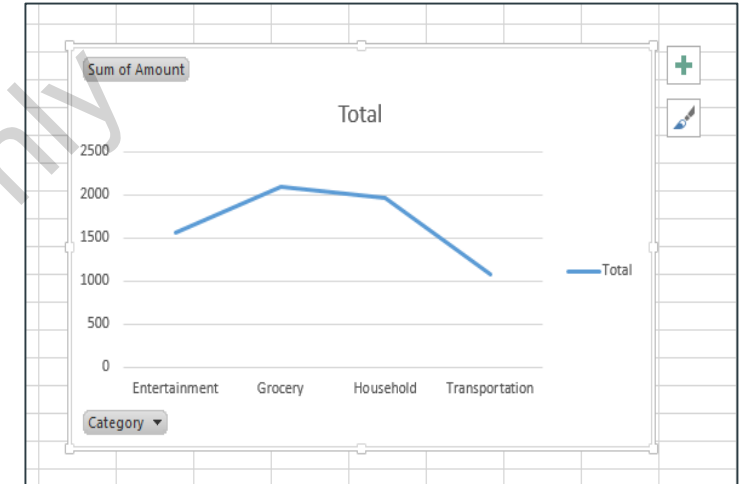 Sum of Amount
Total
2500
2000
1500
1000
500
0
Total
Entertainment Grocery Household Transportation
Category